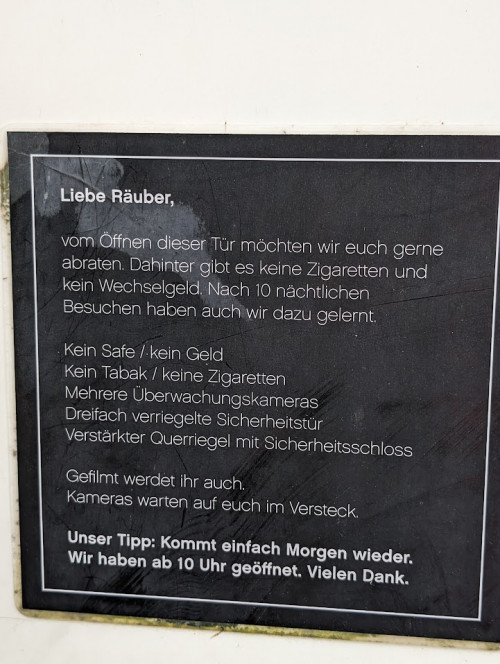 Liebe Räuber,
vom Öffnen dieser Tür möchten wir euch gerne
abraten. Dahinter gibt es keine Zigaretten und
kein Wechselgeld. Nach 10 nächtlichen
Besuchen haben auch wir dazu gelernt.
Kein Safe / kein Geld
Kein Tabak / keine Zigaretten
Mehrere Überwachungskameras
Dreifach verriegelte Sicherheitstür
Verstärkter Querriegel mit Sicherheitsschloss
Gefilmt werdet ihr auch.
Kameras warten auf euch im Versteck.
Unser Tipp: Kommt einfach Morgen wieder.
Wir haben ab 10 Uhr geöffnet. Vielen Dank.